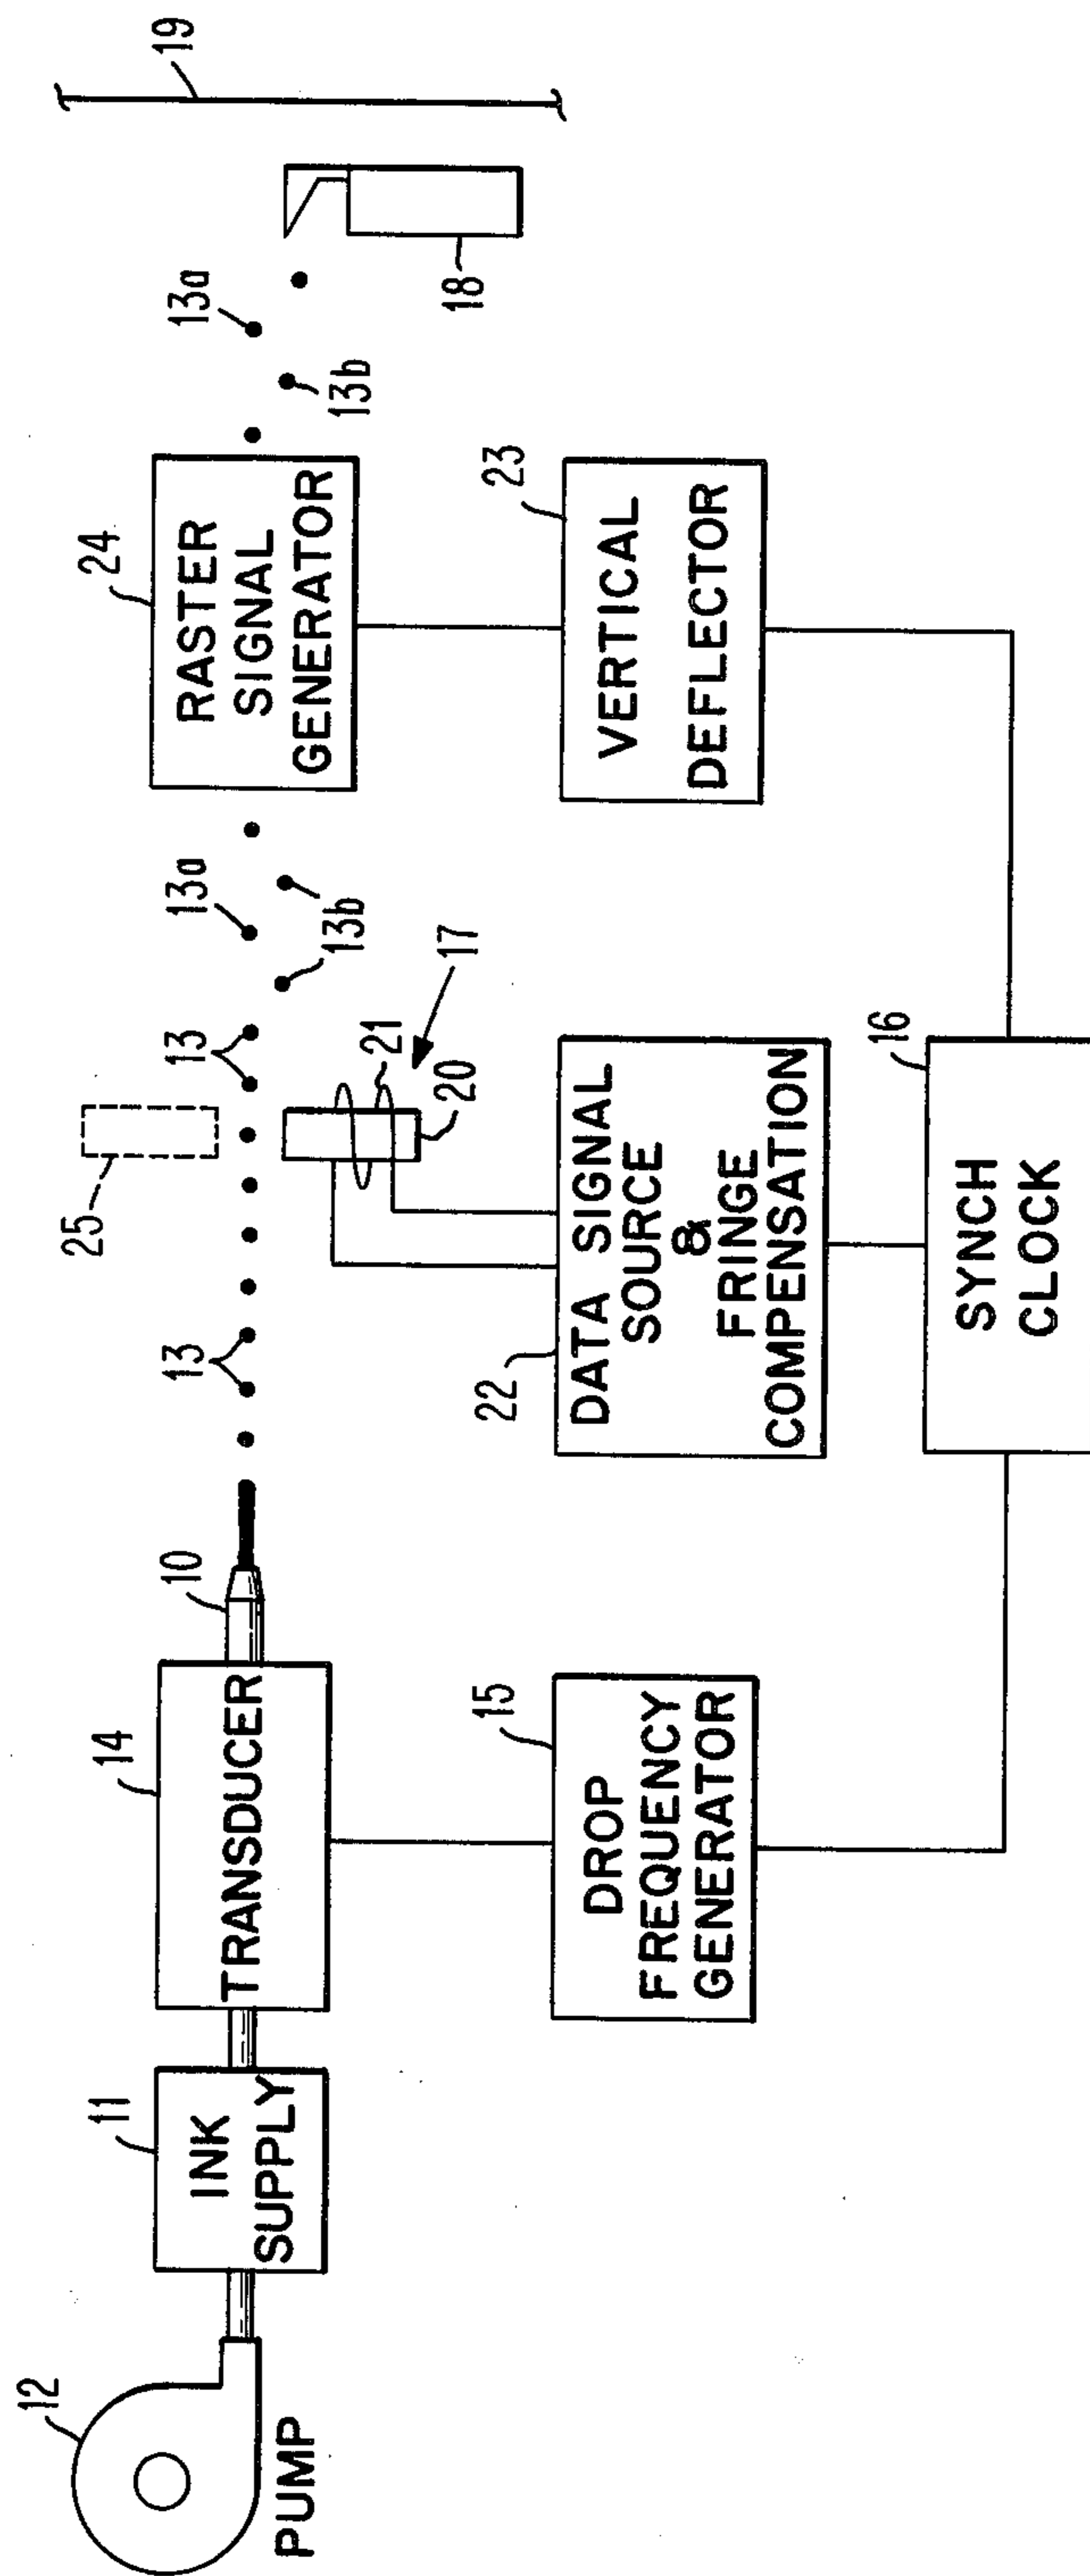 12
PUMP
11
INK
SUPPLY
14
TRANSDUCER
10
13
25
13
13a
13b
24
RASTER
SIGNAL
GENERATOR
13a
13b
18
19
21
17
20
15
DROP
FREQUENCY
GENERATOR
22
DATA SIGNAL
SOURCE
&
FRINGE
COMPENSATION
23
VERTICAL
DEFLECTOR
16
SYNCH
CLOCK